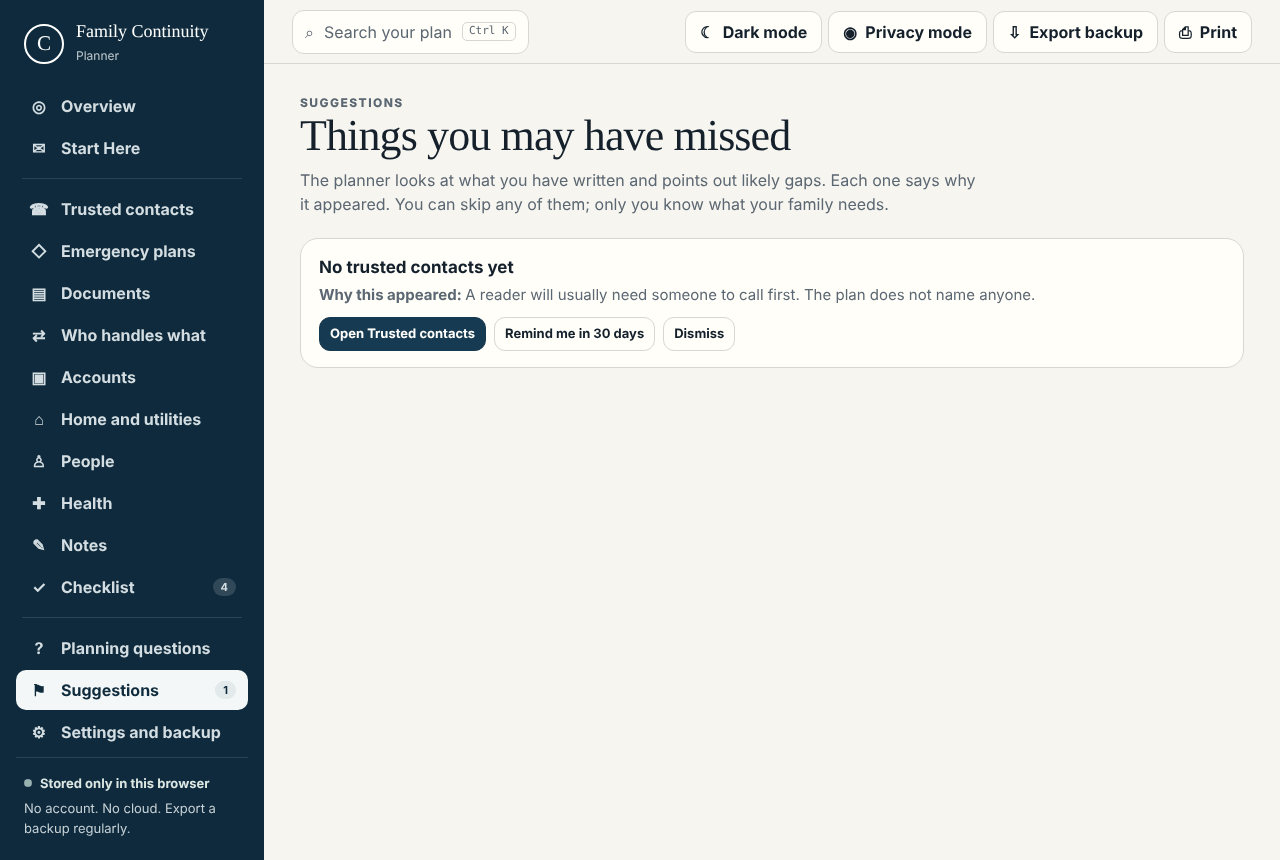 C
Family Continuity
Planner
Overview
Start Here
Trusted contacts
Emergency plans
Documents
Who handles what
Accounts
Home and utilities
People
Health
Notes
Checklist 4
? Planning questions
Suggestions 1
Settings and backup
Stored only in this browser
No account. No cloud. Export a
backup regularly.
Search your plan Ctrl K
Dark mode
Privacy mode
Export backup
Print
SUGGESTIONS
Things you may have missed
The planner looks at what you have written and points out likely gaps. Each one says why
it appeared. You can skip any of them; only you know what your family needs.
No trusted contacts yet
Why this appeared: A reader will usually need someone to call first. The plan does not name anyone.
Open Trusted contacts
Remind me in 30 days
Dismiss